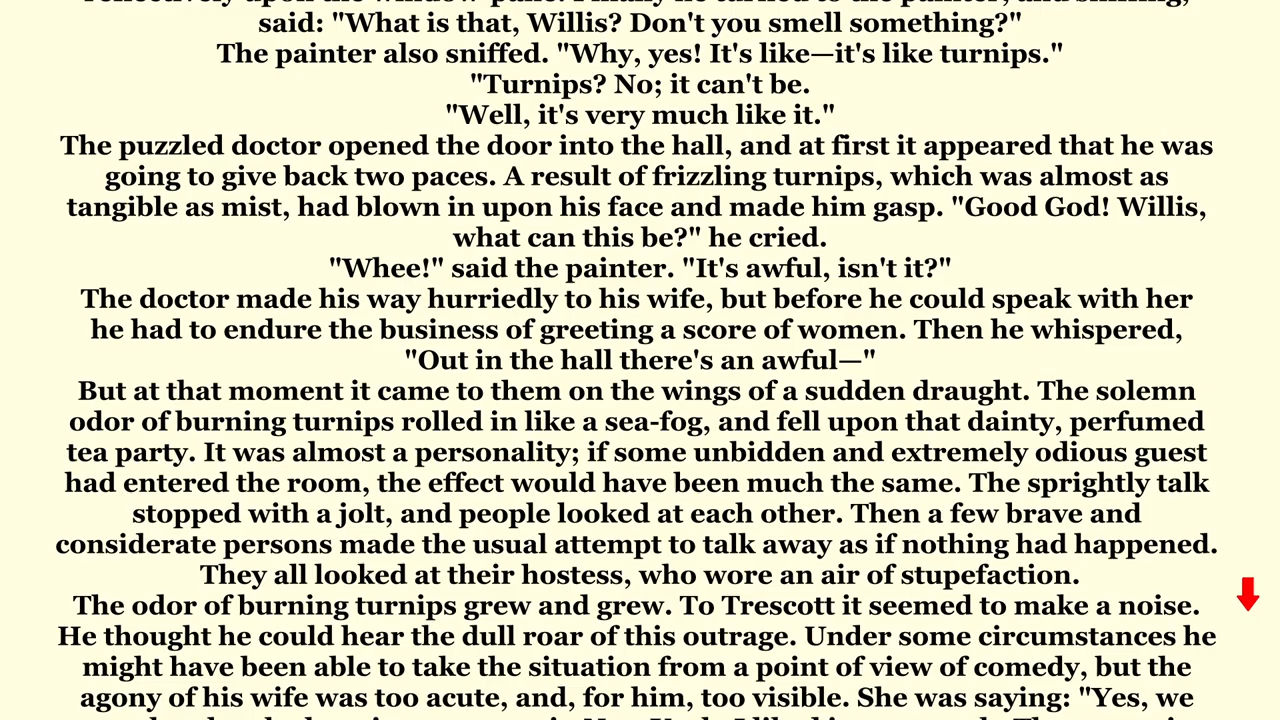 said: "What is that, Willis? Don't you smell something?"
The painter also sniffed. "Why, yes! It's like—it's like turnips."
"Turnips? No; it can't be.
"Well, it's very much like it."
The puzzled doctor opened the door into the hall, and at first it appeared that he was
going to give back two paces. A result of frizzling turnips, which was almost as
tangible as mist, had blown in upon his face and made him gasp. "Good God! Willis,
what can this be?" he cried.
"Whee!" said the painter. "It's awful, isn't it?"
The doctor made his way hurriedly to his wife, but before he could speak with her
he had to endure the business of greeting a score of women. Then he whispered,
"Out in the hall there's an awful—"
But at that moment it came to them on the wings of a sudden draught. The solemn
odor of burning turnips rolled in like a sea-fog, and fell upon that dainty, perfumed
tea party. It was almost a personality; if some unbidden and extremely odious guest
had entered the room, the effect would have been much the same. The sprightly talk
stopped with a jolt, and people looked at each other. Then a few brave and
considerate persons made the usual attempt to talk away as if nothing had happened.
They all looked at their hostess, who wore an air of stupefaction.
The odor of burning turnips grew and grew. To Trescott it seemed to make a noise.
He thought he could hear the dull roar of this outrage. Under some circumstances he
might have been able to take the situation from a point of view of comedy, but the
agony of his wife was too acute, and, for him, too visible. She was saying: "Yes, we